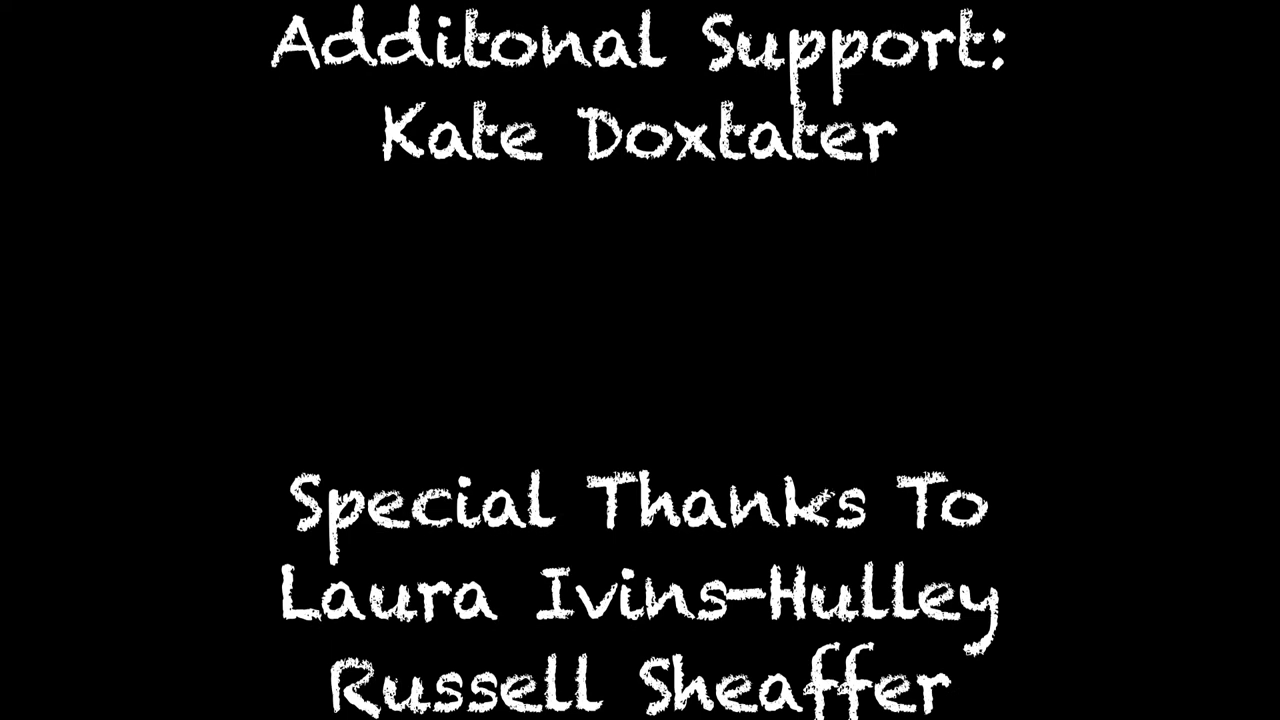 Additonal Support:
Kate Doxtater
Special Thanks To
Laura Ivins-Hulley
Russell Sheaffer